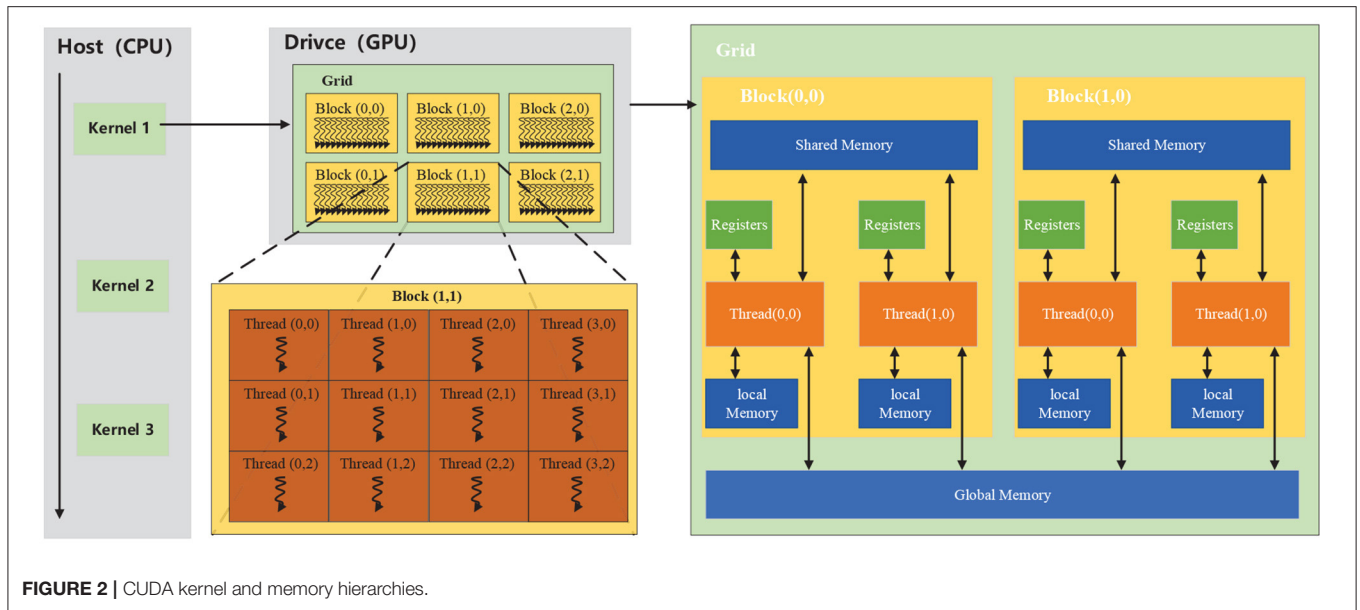 Host (CPU)
Kernel 1
Kernel 2
Kernel 3
Drivce (GPU)
Grid
Block (0,0) Block (1,0) Block (2,0)
Block (0,1) Block (1,1) Block (2,1)
Block (1,1)
Thread (0,0) Thread (1,0) Thread (2,0) Thread (3,0)
Thread (0,1) Thread (1,1) Thread (2,1) Thread (3,1)
Thread (0,2) Thread (1,2) Thread (2,2) Thread (3,2)
Grid
Block(0,0)
Shared Memory
Registers Registers
Thread(0,0) Thread(1,0)
local local
Memory Memory
Block(1,0)
Shared Memory
Registers Registers
Thread(0,0) Thread(1,0)
local local
Memory Memory
Global Memory
FIGURE 2 | CUDA kernel and memory hierarchies.